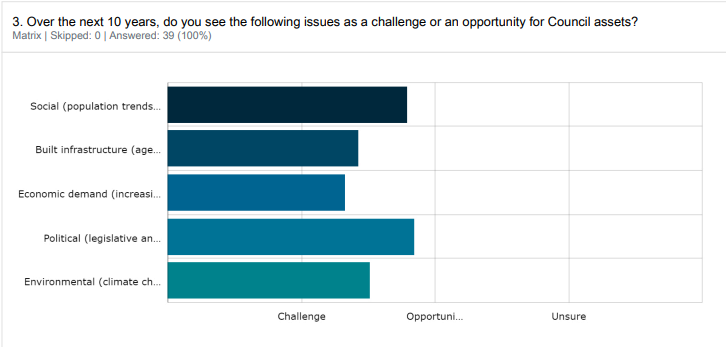 3. Over the next 10 years, do you see the following issues as a challenge or an opportunity for Council assets?
Matrix | Skipped: 0 | Answered: 39 (100%)
Social (population trends...
Built infrastructure (age...
Economic demand (increasi...
Political (legislative an...
Environmental (climate ch...
Challenge Opportuni... Unsure